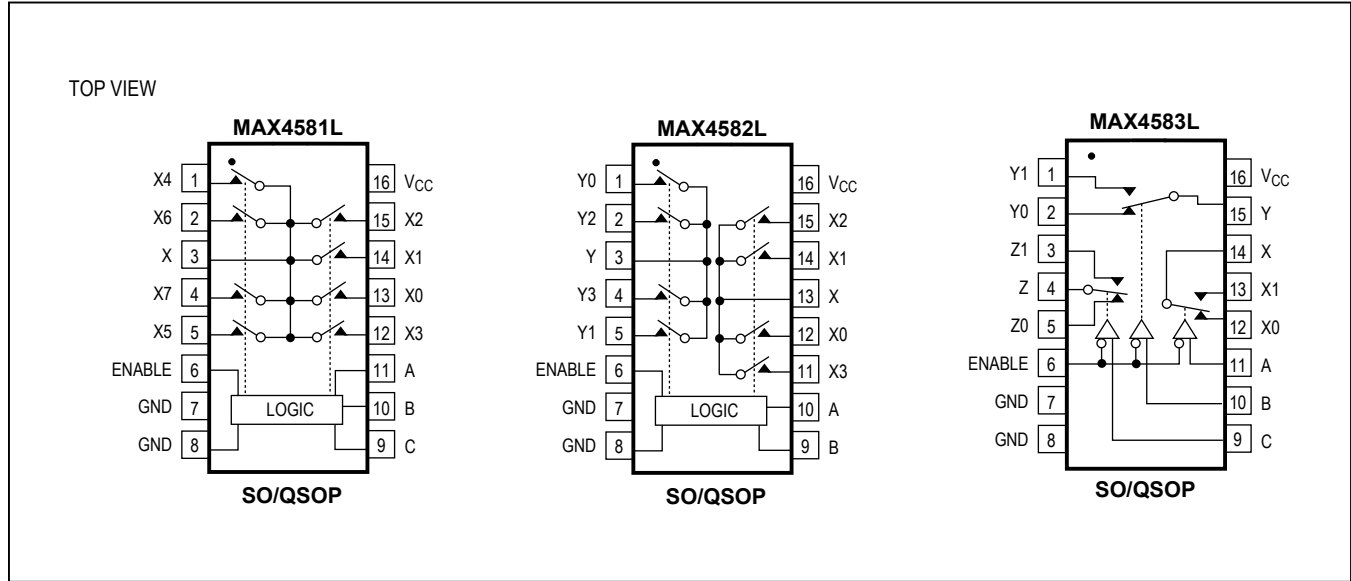 TOP VIEW
MAX4581L
X4 1 16 VCC
X6 2 15 X2
X 3 14 X1
X7 4 13 X0
X5 5 12 X3
ENABLE 6 11 A
GND 7 LOGIC 10 B
GND 8 9 C
SO/QSOP
MAX4582L
Y0 1 16 VCC
Y2 2 15 X2
Y 3 14 X1
Y3 4 13 X
Y1 5 12 X0
ENABLE 6 11 X3
GND 7 LOGIC 10 A
GND 8 9 B
SO/QSOP
MAX4583L
Y1 1 16 VCC
Y0 2 15 Y
Z1 3 14 X
Z 4 13 X1
Z0 5 12 X0
ENABLE 6 11 A
GND 7 10 B
GND 8 9 C
SO/QSOP